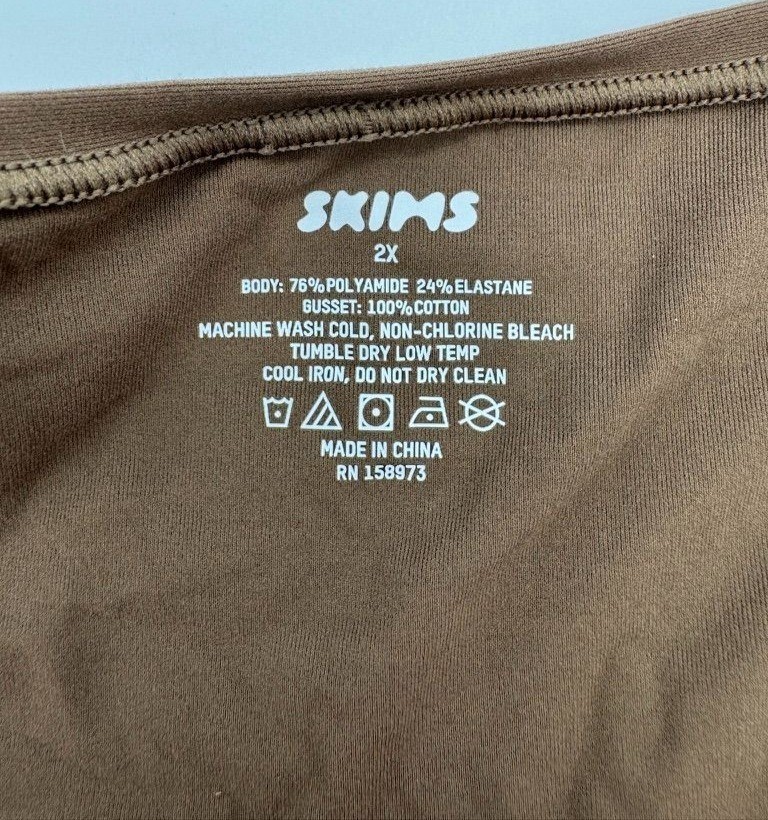 SKIMS
2X
BODY: 76% POLYAMIDE 24% ELASTANE
GUSSET: 100% COTTON
MACHINE WASH COLD, NON-CHLORINE BLEACH
TUMBLE DRY LOW TEMP
COOL IRON, DO NOT DRY CLEAN
MADE IN CHINA
RN 158973